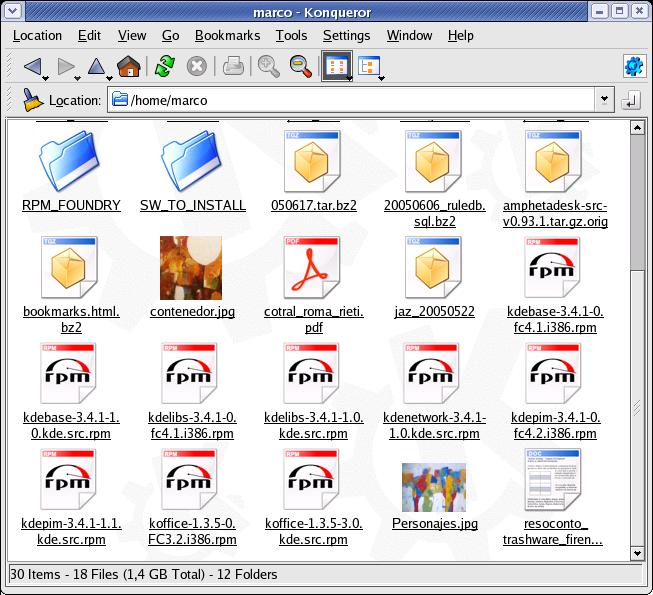 marco - Konqueror
Location Edit View Go Bookmarks Tools Settings Window Help
Location: /home/marco
RPM_FOUNDRY
SW_TO_INSTALL
TGZ
050617.tar.bz2
TGZ
20050606_ruledb.
sql.bz2
TGZ
amphetadesk-src-
v0.93.1.tar.gz.orig
TGZ
bookmarks.html.
bz2
contenedor.jpg
PDF
cotral_roma_rieti.
pdf
TGZ
jaz_20050522
RPM
rpm
kdebase-3.4.1-0.
fc4.1.i386.rpm
RPM
rpm
kdebase-3.4.1-1.
0.kde.src.rpm
RPM
rpm
kdelibs-3.4.1-0.
fc4.1.i386.rpm
RPM
rpm
kdelibs-3.4.1-1.0.
kde.src.rpm
RPM
rpm
kdenetwork-3.4.1-
1.0.kde.src.rpm
RPM
rpm
kdepim-3.4.1-0.
fc4.2.i386.rpm
RPM
rpm
kdepim-3.4.1-1.1.
kde.src.rpm
RPM
rpm
koffice-1.3.5-0.
FC3.2.i386.rpm
RPM
rpm
koffice-1.3.5-3.0.
kde.src.rpm
Personajes.jpg
DOC
resoconto_
trashware_firen...
30 Items - 18 Files (1,4 GB Total) - 12 Folders